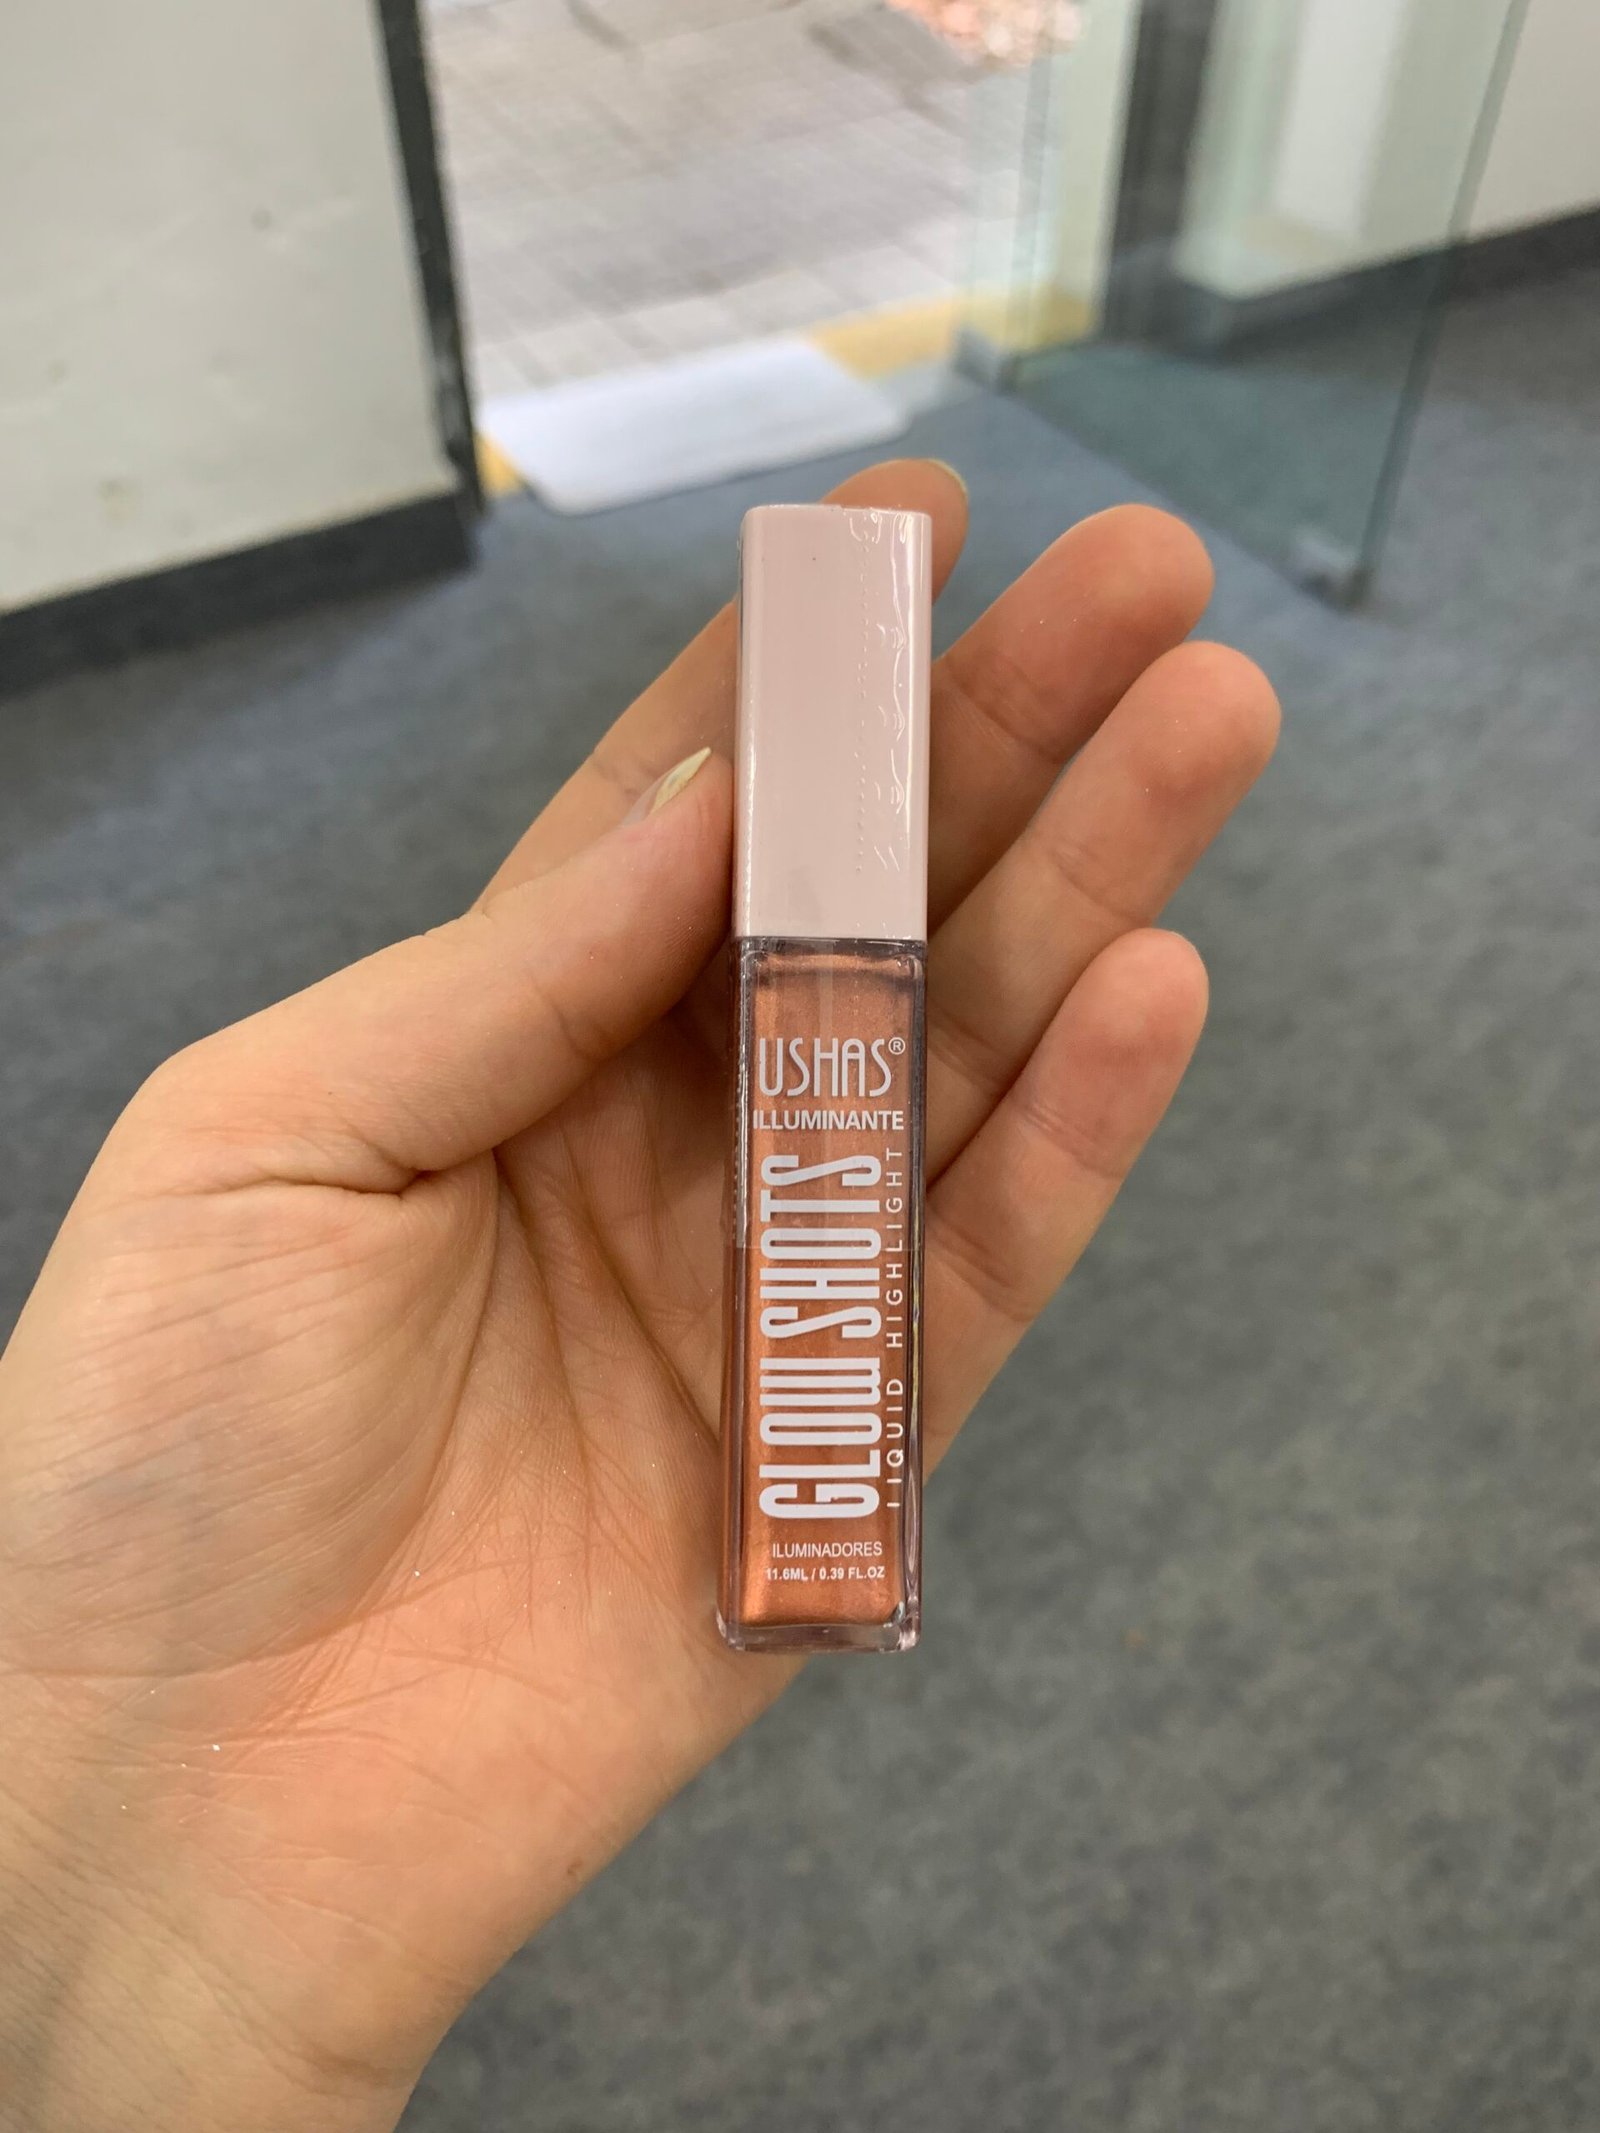 USHAS®
ILLUMINANTE
GLOW SHOTS
LIQUID HIGHLIGHT
ILUMINADORES
11.6ML / 0.39 FL.OZ